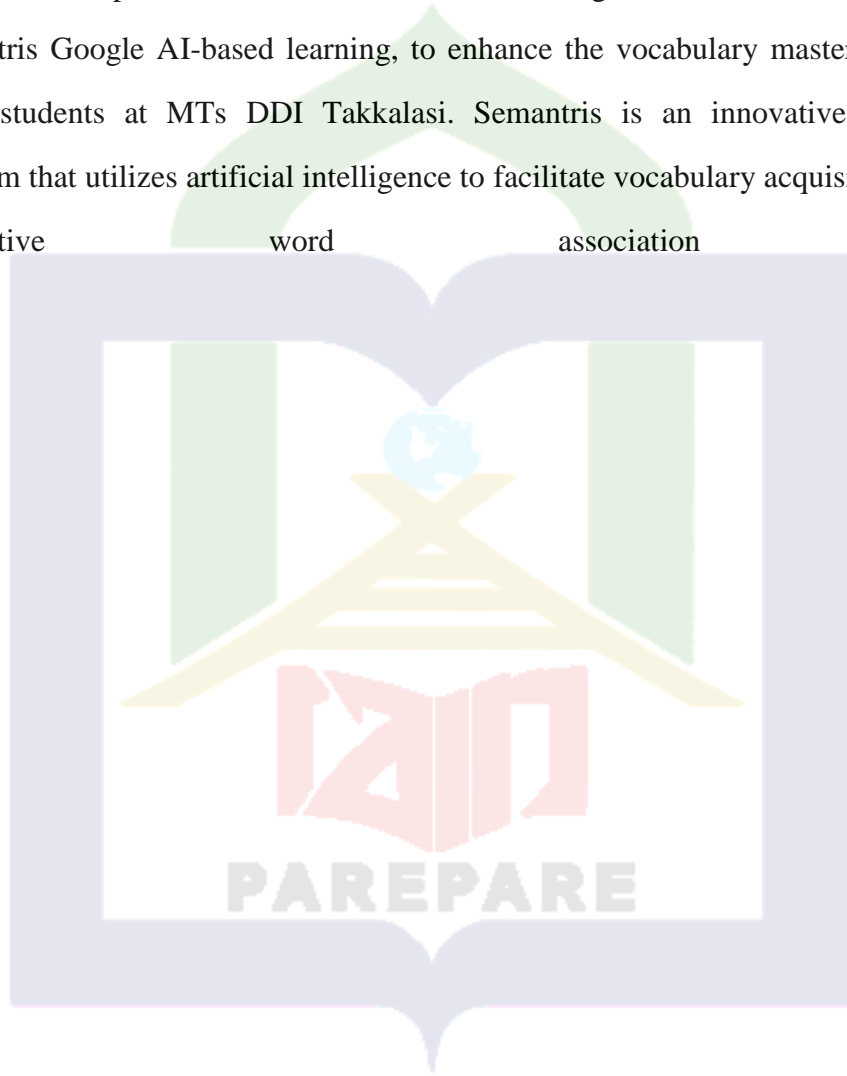 tris Google AI-based learning, to enhance the vocabulary master
students at MTs DDI Takkalasi. Semantris is an innovative
m that utilizes artificial intelligence to facilitate vocabulary acquis
tive word association
PAREPARE